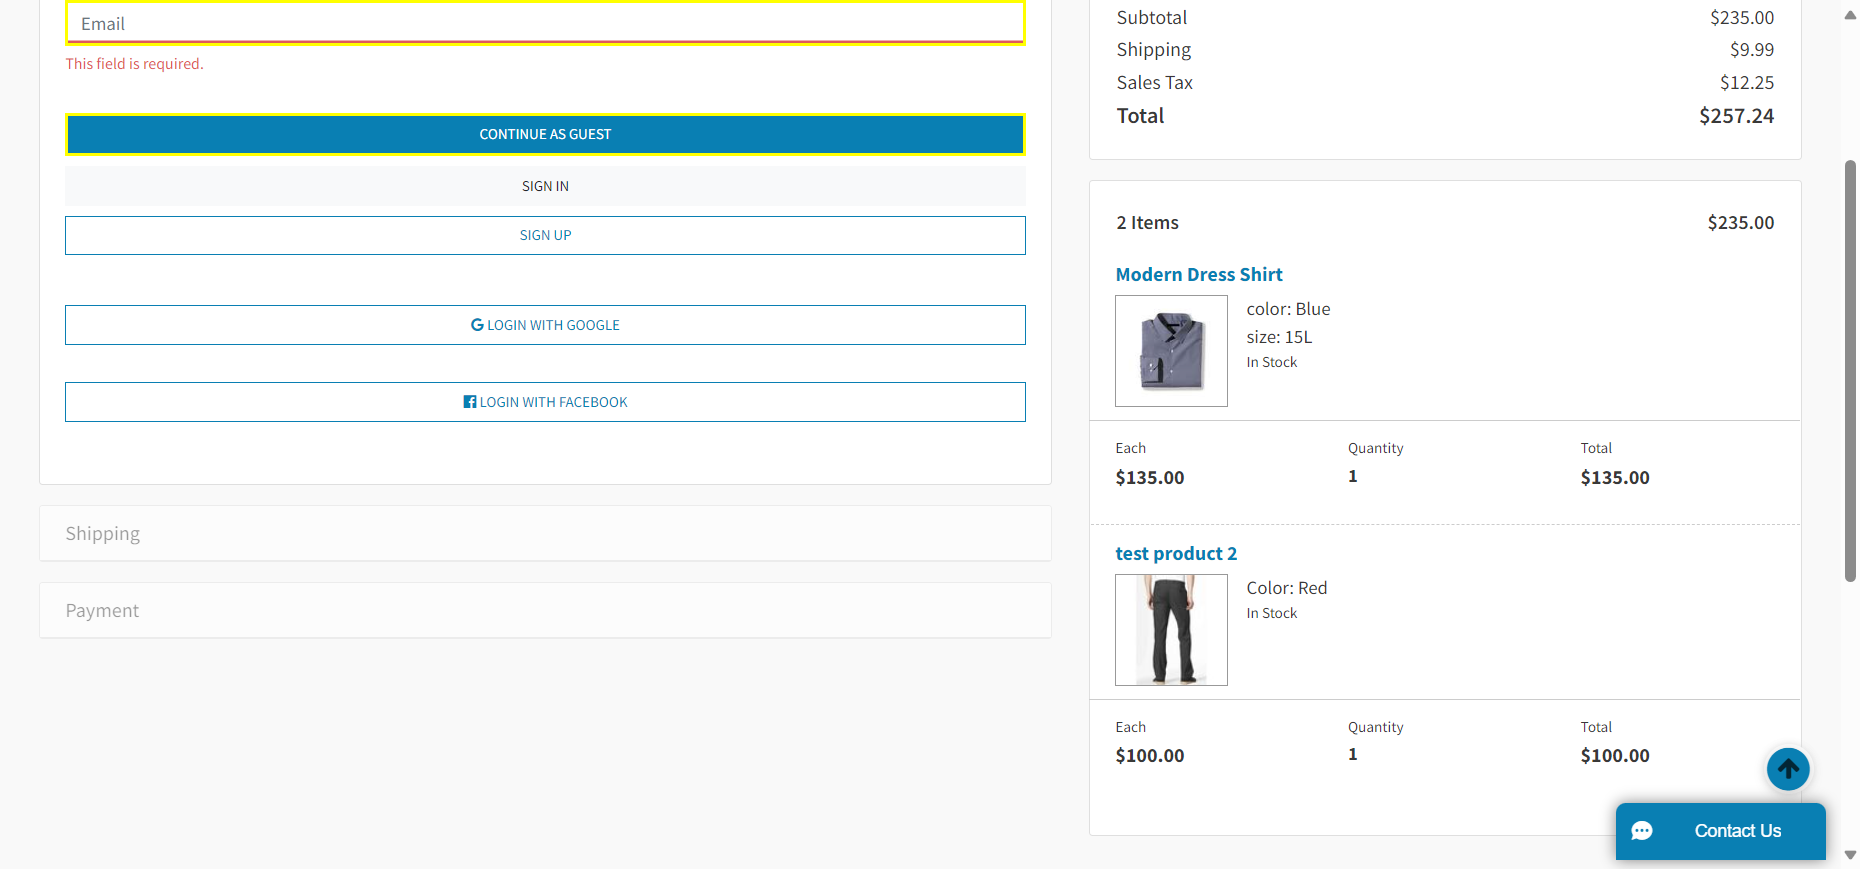 Email
This field is required.
CONTINUE AS GUEST
SIGN IN
SIGN UP
LOGIN WITH GOOGLE
LOGIN WITH FACEBOOK
Shipping
Payment
Subtotal $235.00
Shipping $9.99
Sales Tax $12.25
Total $257.24
2 Items $235.00
Modern Dress Shirt
color: Blue
size: 15L
In Stock
Each Quantity Total
$135.00 1 $135.00
test product 2
Color: Red
In Stock
Each Quantity Total
$100.00 1 $100.00
Contact Us